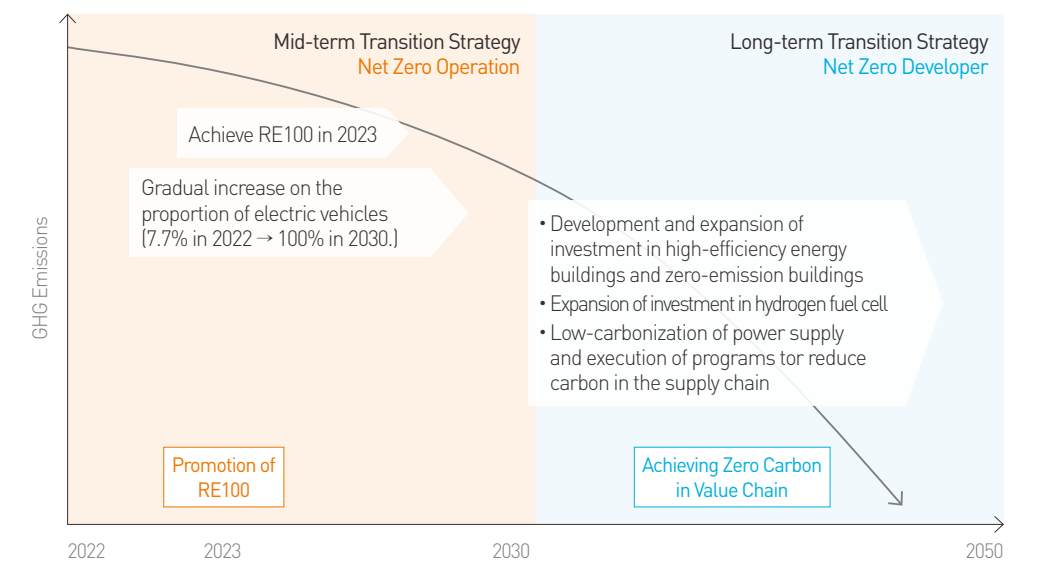 Mid-term Transition Strategy
Net Zero Operation
Long-term Transition Strategy
Net Zero Developer
Achieve RE100 in 2023
Gradual increase on the
proportion of electric vehicles
(7.7% in 2022 → 100% in 2030.)
• Development and expansion of
investment in high-efficiency energy
buildings and zero-emission buildings
• Expansion of investment in hydrogen fuel cell
• Low-carbonization of power supply
and execution of programs tor reduce
carbon in the supply chain
GHG Emissions
Promotion of
RE100
Achieving Zero Carbon
in Value Chain
2022
2023
2030
2050